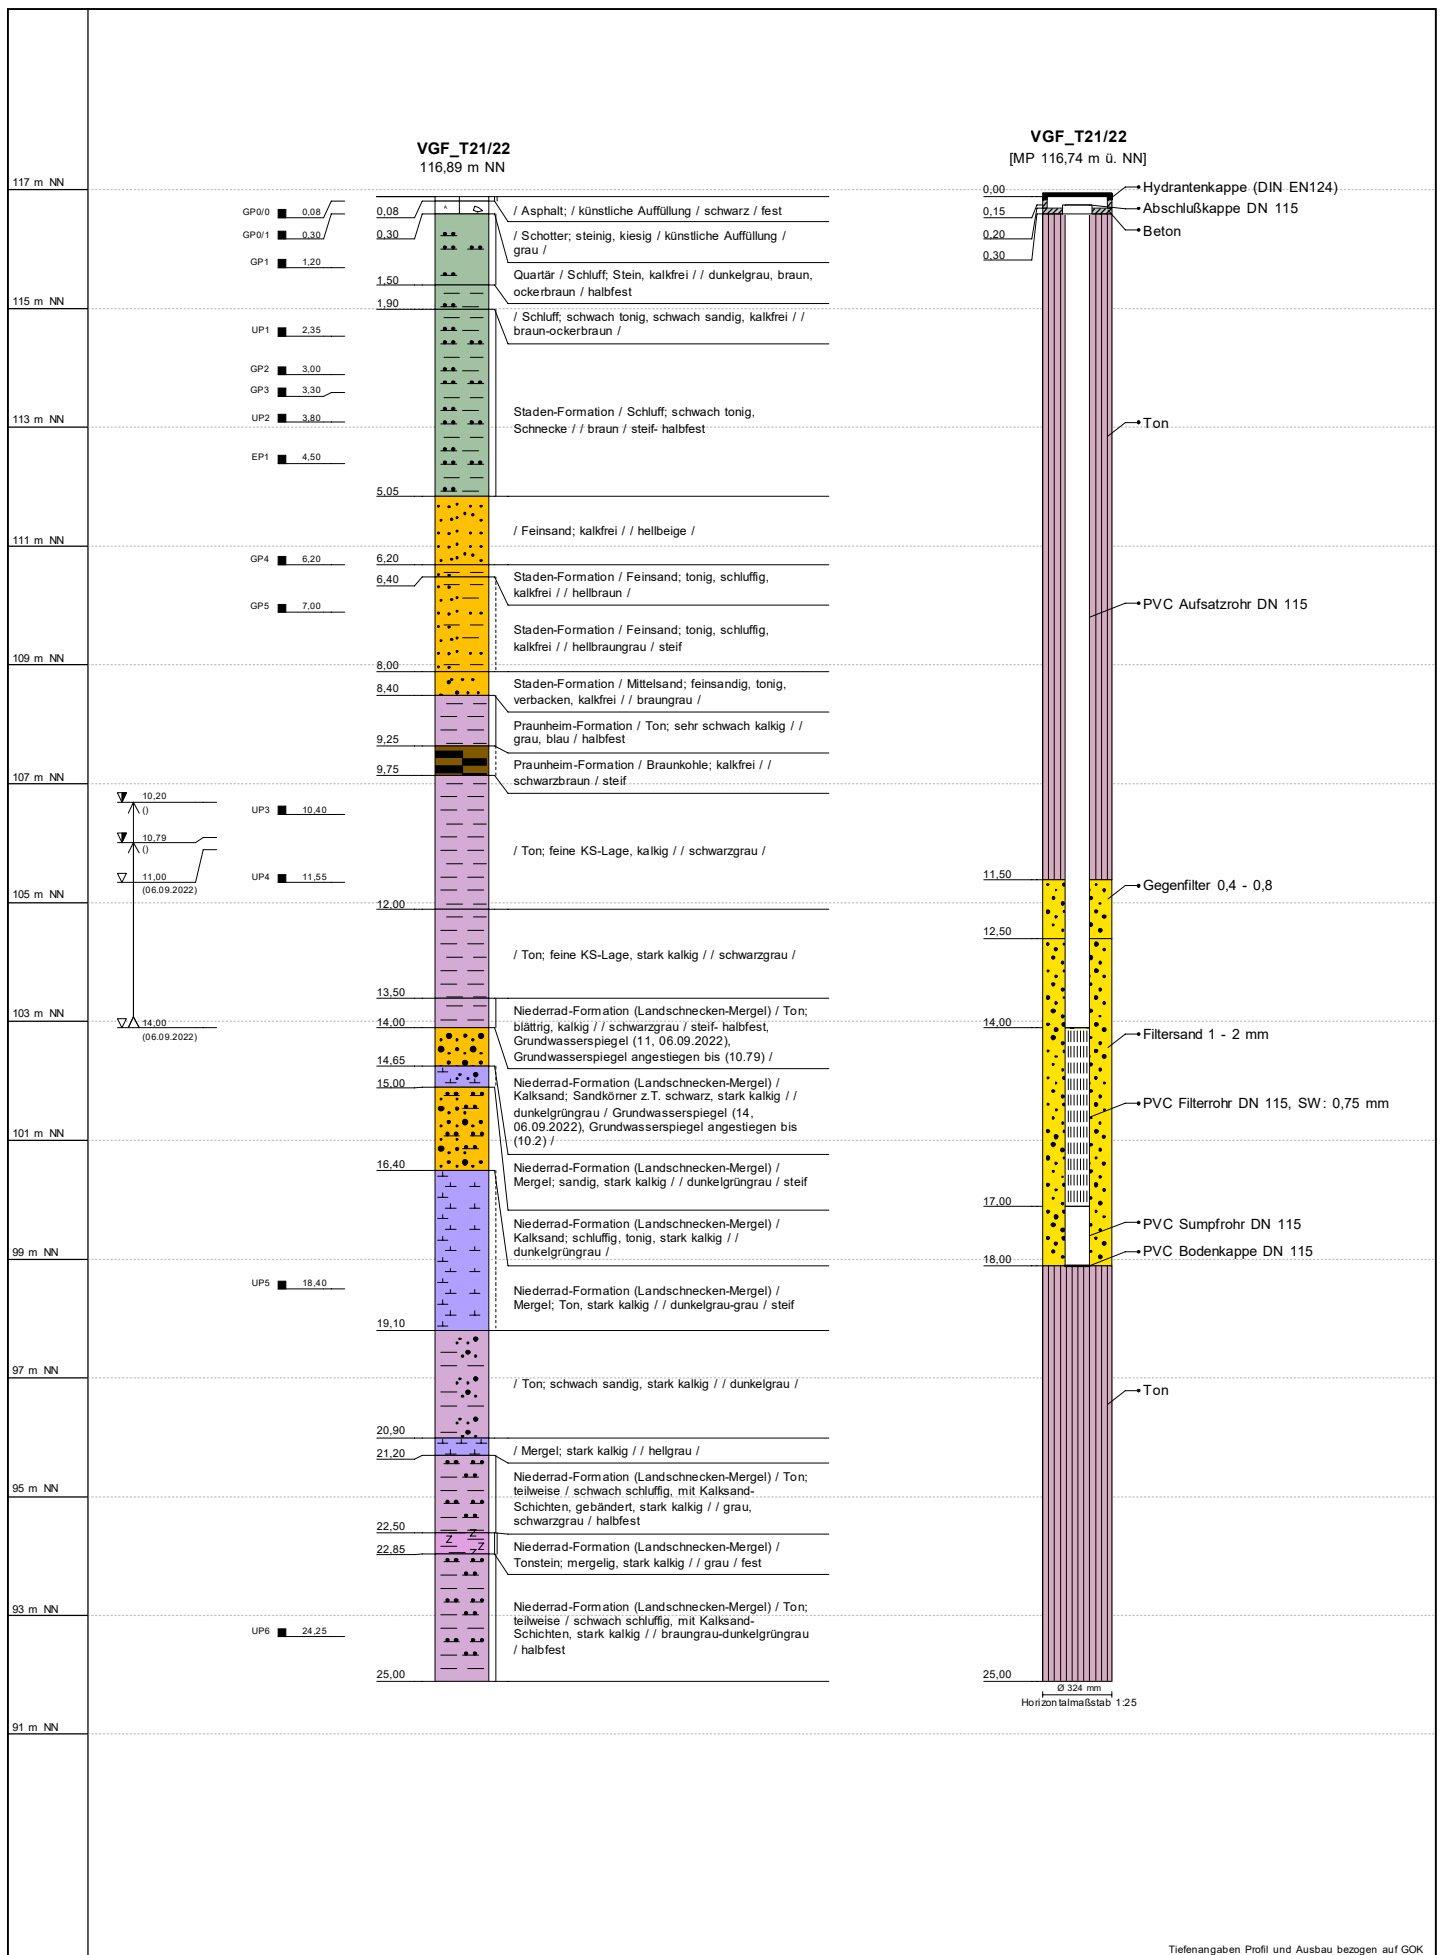 VGF_T21/22
116,89 m NN
VGF_T21/22
[MP 116,74 m ü. NN]
117 m NN
115 m NN
113 m NN
111 m NN
109 m NN
107 m NN
105 m NN
103 m NN
101 m NN
99 m NN
97 m NN
95 m NN
93 m NN
91 m NN
10,20
()
10,79
()
11,00
(06.09.2022)
14,00
(06.09.2022)
GP0/0 0,08
GP0/1 0,30
GP1 1,20
UP1 2,35
GP2 3,00
GP3 3,30
UP2 3,80
EP1 4,50
GP4 6,20
GP5 7,00
UP3 10,40
UP4 11,55
UP5 18,40
UP6 24,25
0,08
0,30
1,50
1,90
5,05
6,20
6,40
8,00
8,40
9,25
9,75
12,00
13,50
14,00
14,65
15,00
16,40
19,10
20,90
21,20
22,50
22,85
25,00
A
Z
Z
Z
Z
/ Asphalt; / künstliche Auffüllung / schwarz / fest
/ Schotter; steinig, kiesig / künstliche Auffüllung /
grau /
Quartär / Schluff; Stein, kalkfrei / / dunkelgrau, braun,
ockerbraun / halbfest
/ Schluff; schwach tonig, schwach sandig, kalkfrei / /
braun-ockerbraun /
Staden-Formation / Schluff; schwach tonig,
Schnecke / / braun / steif- halbfest
/ Feinsand; kalkfrei / / hellbeige /
Staden-Formation / Feinsand; tonig, schluffig,
kalkfrei / / hellbraun /
Staden-Formation / Feinsand; tonig, schluffig,
kalkfrei / / hellbraungrau / steif
Staden-Formation / Mittelsand; feinsandig, tonig,
verbacken, kalkfrei / / braungrau /
Praunheim-Formation / Ton; sehr schwach kalkig / /
grau, blau / halbfest
Praunheim-Formation / Braunkohle; kalkfrei / /
schwarzbraun / steif
/ Ton; feine KS-Lage, kalkig / / schwarzgrau /
/ Ton; feine KS-Lage, stark kalkig / / schwarzgrau /
Niederrad-Formation (Landschnecken-Mergel) / Ton;
blättrig, kalkig / / schwarzgrau / steif- halbfest,
Grundwasserspiegel (11, 06.09.2022),
Grundwasserspiegel angestiegen bis (10.79) /
Niederrad-Formation (Landschnecken-Mergel) /
Kalksand; Sandkörner z.T. schwarz, stark kalkig / /
dunkelgrüngrau / Grundwasserspiegel (14,
06.09.2022), Grundwasserspiegel angestiegen bis
(10.2) /
Niederrad-Formation (Landschnecken-Mergel) /
Mergel; sandig, stark kalkig / / dunkelgrüngrau / steif
Niederrad-Formation (Landschnecken-Mergel) /
Kalksand; schluffig, tonig, stark kalkig / /
dunkelgrüngrau /
Niederrad-Formation (Landschnecken-Mergel) /
Mergel; Ton, stark kalkig / / dunkelgrau-grau / steif
/ Ton; schwach sandig, stark kalkig / / dunkelgrau /
/ Mergel; stark kalkig / / hellgrau /
Niederrad-Formation (Landschnecken-Mergel) / Ton;
teilweise / schwach schluffig, mit Kalksand-
Schichten, gebändert, stark kalkig / / grau,
schwarzgrau / halbfest
Niederrad-Formation (Landschnecken-Mergel) /
Tonstein; mergelig, stark kalkig / / grau / fest
Niederrad-Formation (Landschnecken-Mergel) / Ton;
teilweise / schwach schluffig, mit Kalksand-
Schichten, stark kalkig / / braungrau-dunkelgrüngrau
/ halbfest
0,00
0,15
0,20
0,30
11,50
12,50
14,00
17,00
18,00
25,00
Hydrantenkappe (DIN EN124)
Abschlußkappe DN 115
Beton
Ton
PVC Aufsatzrohr DN 115
Gegenfilter 0,4 - 0,8
Filtersand 1 - 2 mm
PVC Filterrohr DN 115, SW: 0,75 mm
PVC Sumpfrohr DN 115
PVC Bodenkappe DN 115
Ton
Ø 324 mm
Horizontalmaßstab 1:25
Tiefenangaben Profil und Ausbau bezogen auf GOK